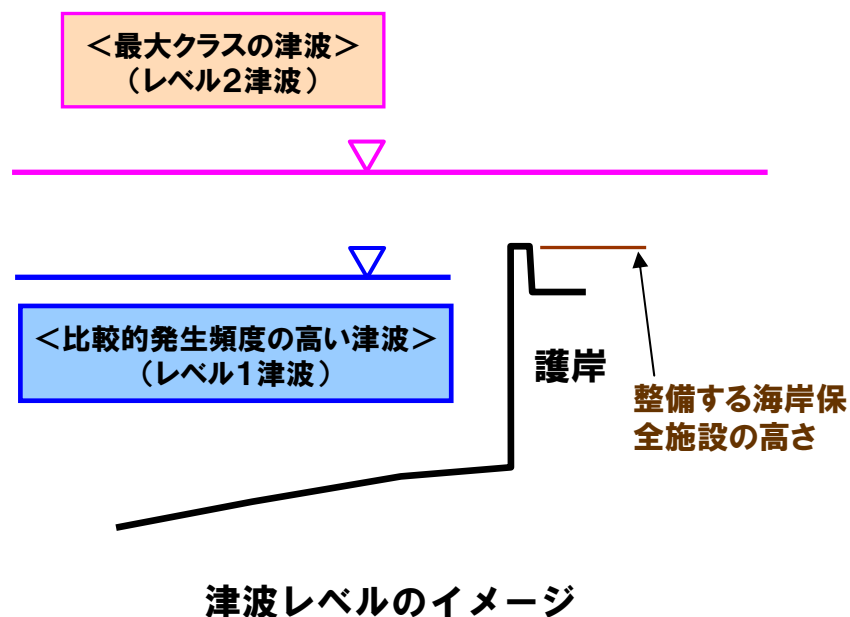 ＜最大クラスの津波＞
（レベル２津波）
＜比較的発生頻度の高い津波＞
（レベル１津波）
護岸
整備する海岸保
全施設の高さ
津波レベルのイメージ